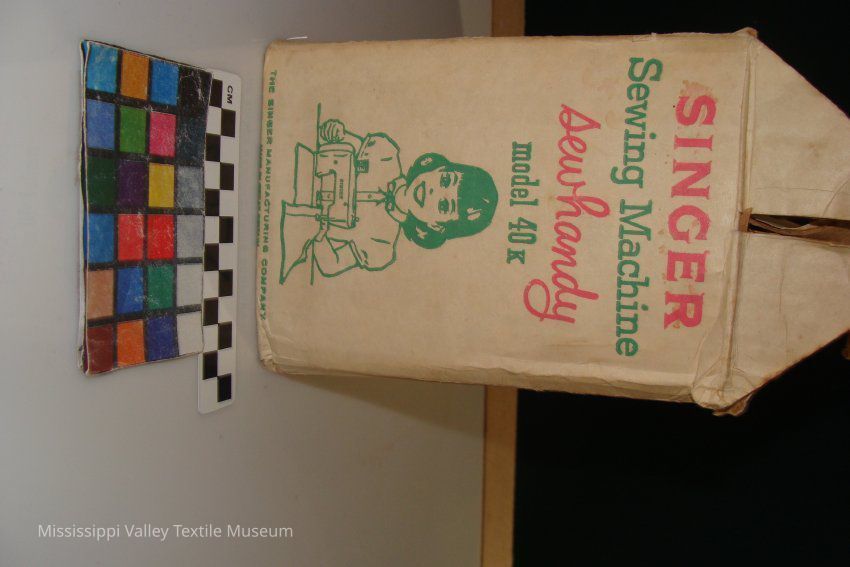 SINGER
Sewing Machine
Sewhandy
model 40 K
THE SINGER MANUFACTURING COMPANY
CM
Mississippi Valley Textile Museum